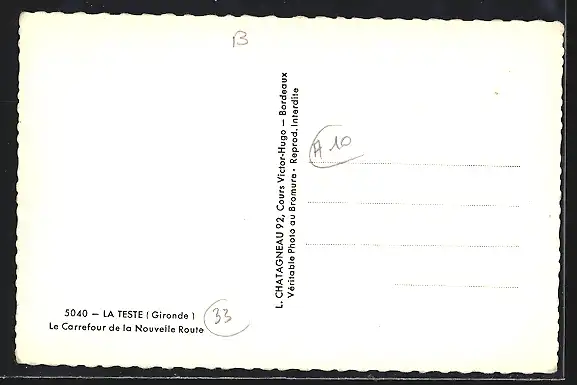 B
5040 — LA TESTE ( Gironde )
Le Carrefour de la Nouvelle Route
33
L. CHATAGNEAU 92, Cours Victor-Hugo — Bordeaux
Véritable Photo au Bromure - Reprod. Interdite
A 10